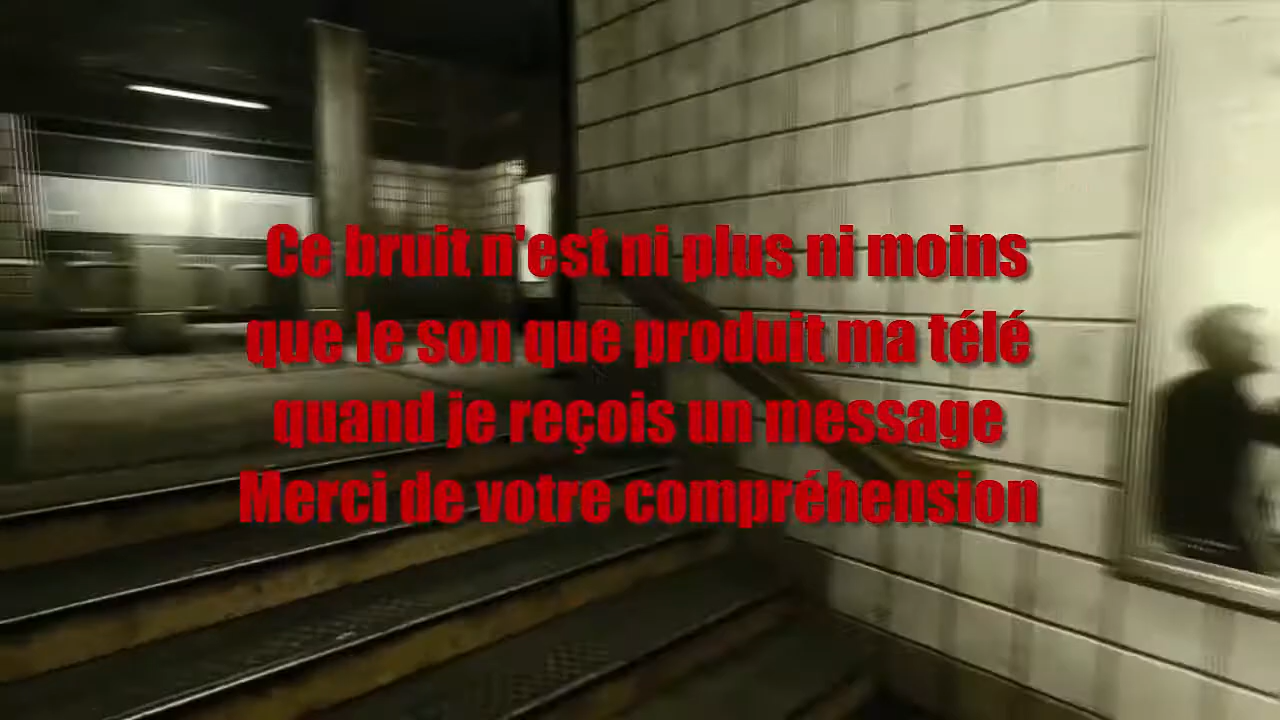 Ce bruit n'est ni plus ni moins
que le son que produit ma télé
quand je reçois un message
Merci de votre compréhension